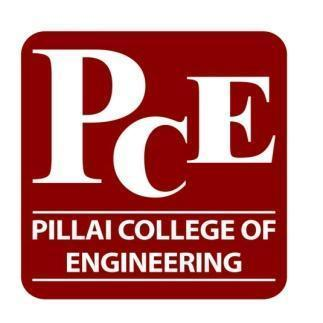 PCE
PILLAI COLLEGE OF
ENGINEERING